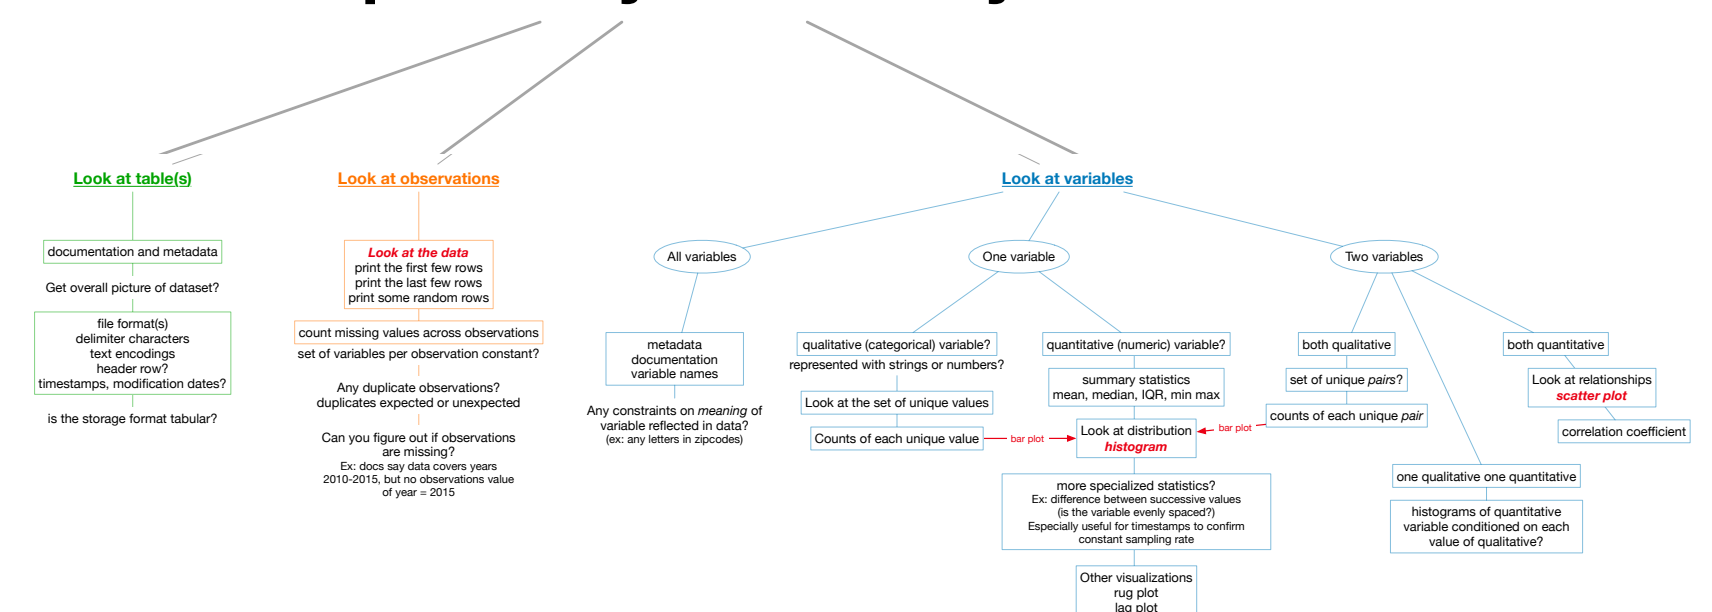 Look at table(s)
documentation and metadata
Get overall picture of dataset?
file format(s)
delimiter characters
text encodings
header row?
timestamps, modification dates?
is the storage format tabular?
Look at observations
Look at the data
print the first few rows
print the last few rows
print some random rows
count missing values across observations
set of variables per observation constant?
Any duplicate observations?
duplicates expected or unexpected
Can you figure out if observations
are missing?
Ex: docs say data covers years
2010-2015, but no observations value
of year = 2015
Look at variables
All variables
metadata
documentation
variable names
Any constraints on meaning of
variable reflected in data?
(ex: any letters in zipcodes)
One variable
qualitative (categorical) variable?
represented with strings or numbers?
Look at the set of unique values
Counts of each unique value
bar plot
quantitative (numeric) variable?
summary statistics
mean, median, IQR, min max
Look at distribution
histogram
more specialized statistics?
Ex: difference between successive values
(is the variable evenly spaced?)
Especially useful for timestamps to confirm
constant sampling rate
Other visualizations
rug plot
lag plot
Two variables
both qualitative
set of unique pairs?
counts of each unique pair
bar plot
one qualitative one quantitative
histograms of quantitative
variable conditioned on each
value of qualitative?
both quantitative
Look at relationships
scatter plot
correlation coefficient